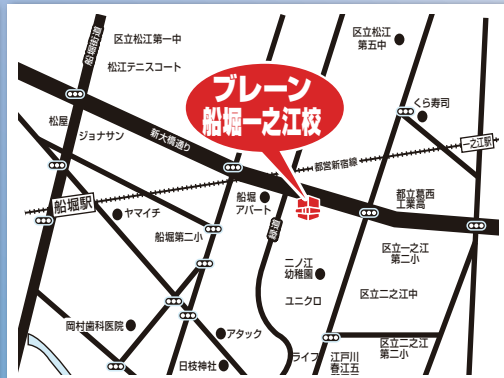 区立松江第一中
松江テニスコート
船堀街道
区立松江
第五中
ブレーン
船堀一之江校
くら寿司
松屋
ジョナサン
新大橋通り
都営新宿線
一之江駅
船堀駅
ヤマイチ
船堀
アパート
都立葛西
工業高
船堀第二小
緑道
区立一之江
第二小
二ノ江
幼稚園
ユニクロ
区立二之江中
岡村歯科医院
アタック
日枝神社
ライフ
江戸川
春江五
区立二之江
第二小